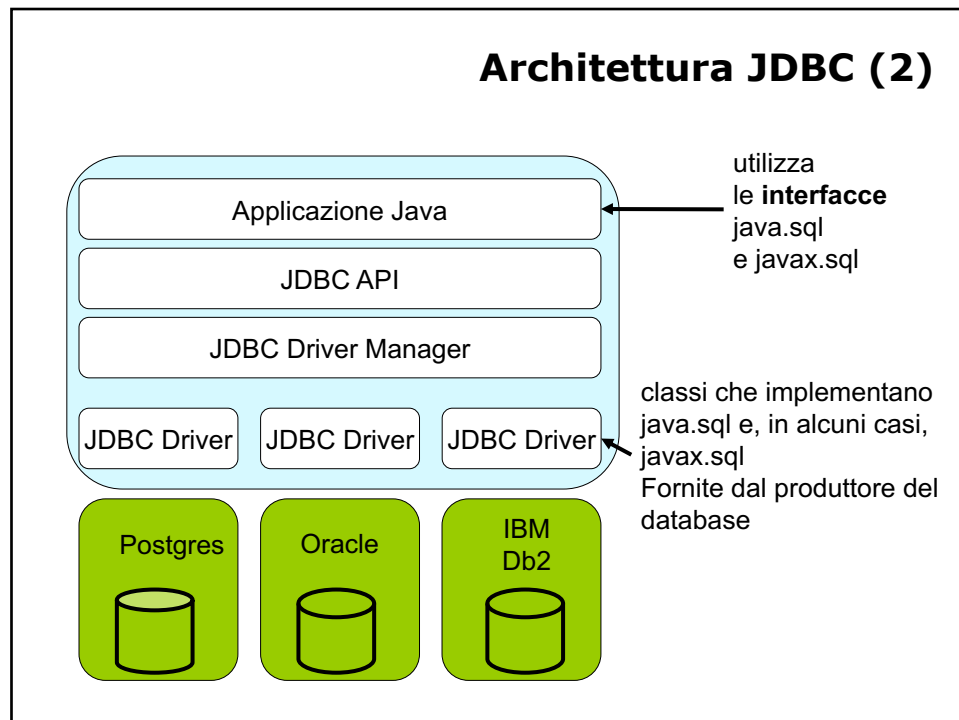 Architettura JDBC (2)
utilizza
le interfacce
java.sql
e javax.sql
Applicazione Java
JDBC API
JDBC Driver Manager
JDBC Driver
JDBC Driver
JDBC Driver
classi che implementano
java.sql e, in alcuni casi,
javax.sql
Fornite dal produttore del
database
Postgres
Oracle
IBM
Db2